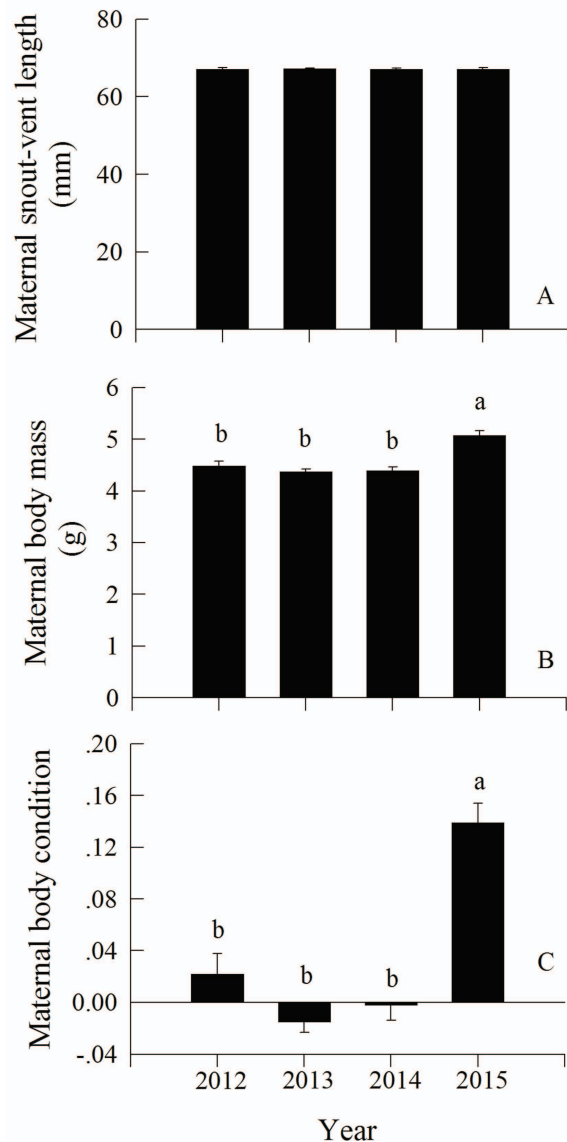 Maternal snout-vent length
(mm)
80
60
40
20
0
A
Maternal body mass
(g)
6
5
4
3
2
1
0
b b b a
B
Maternal body condition
.20
.16
.12
.08
.04
0.00
-.04
b b b a
C
2012 2013 2014 2015
Year